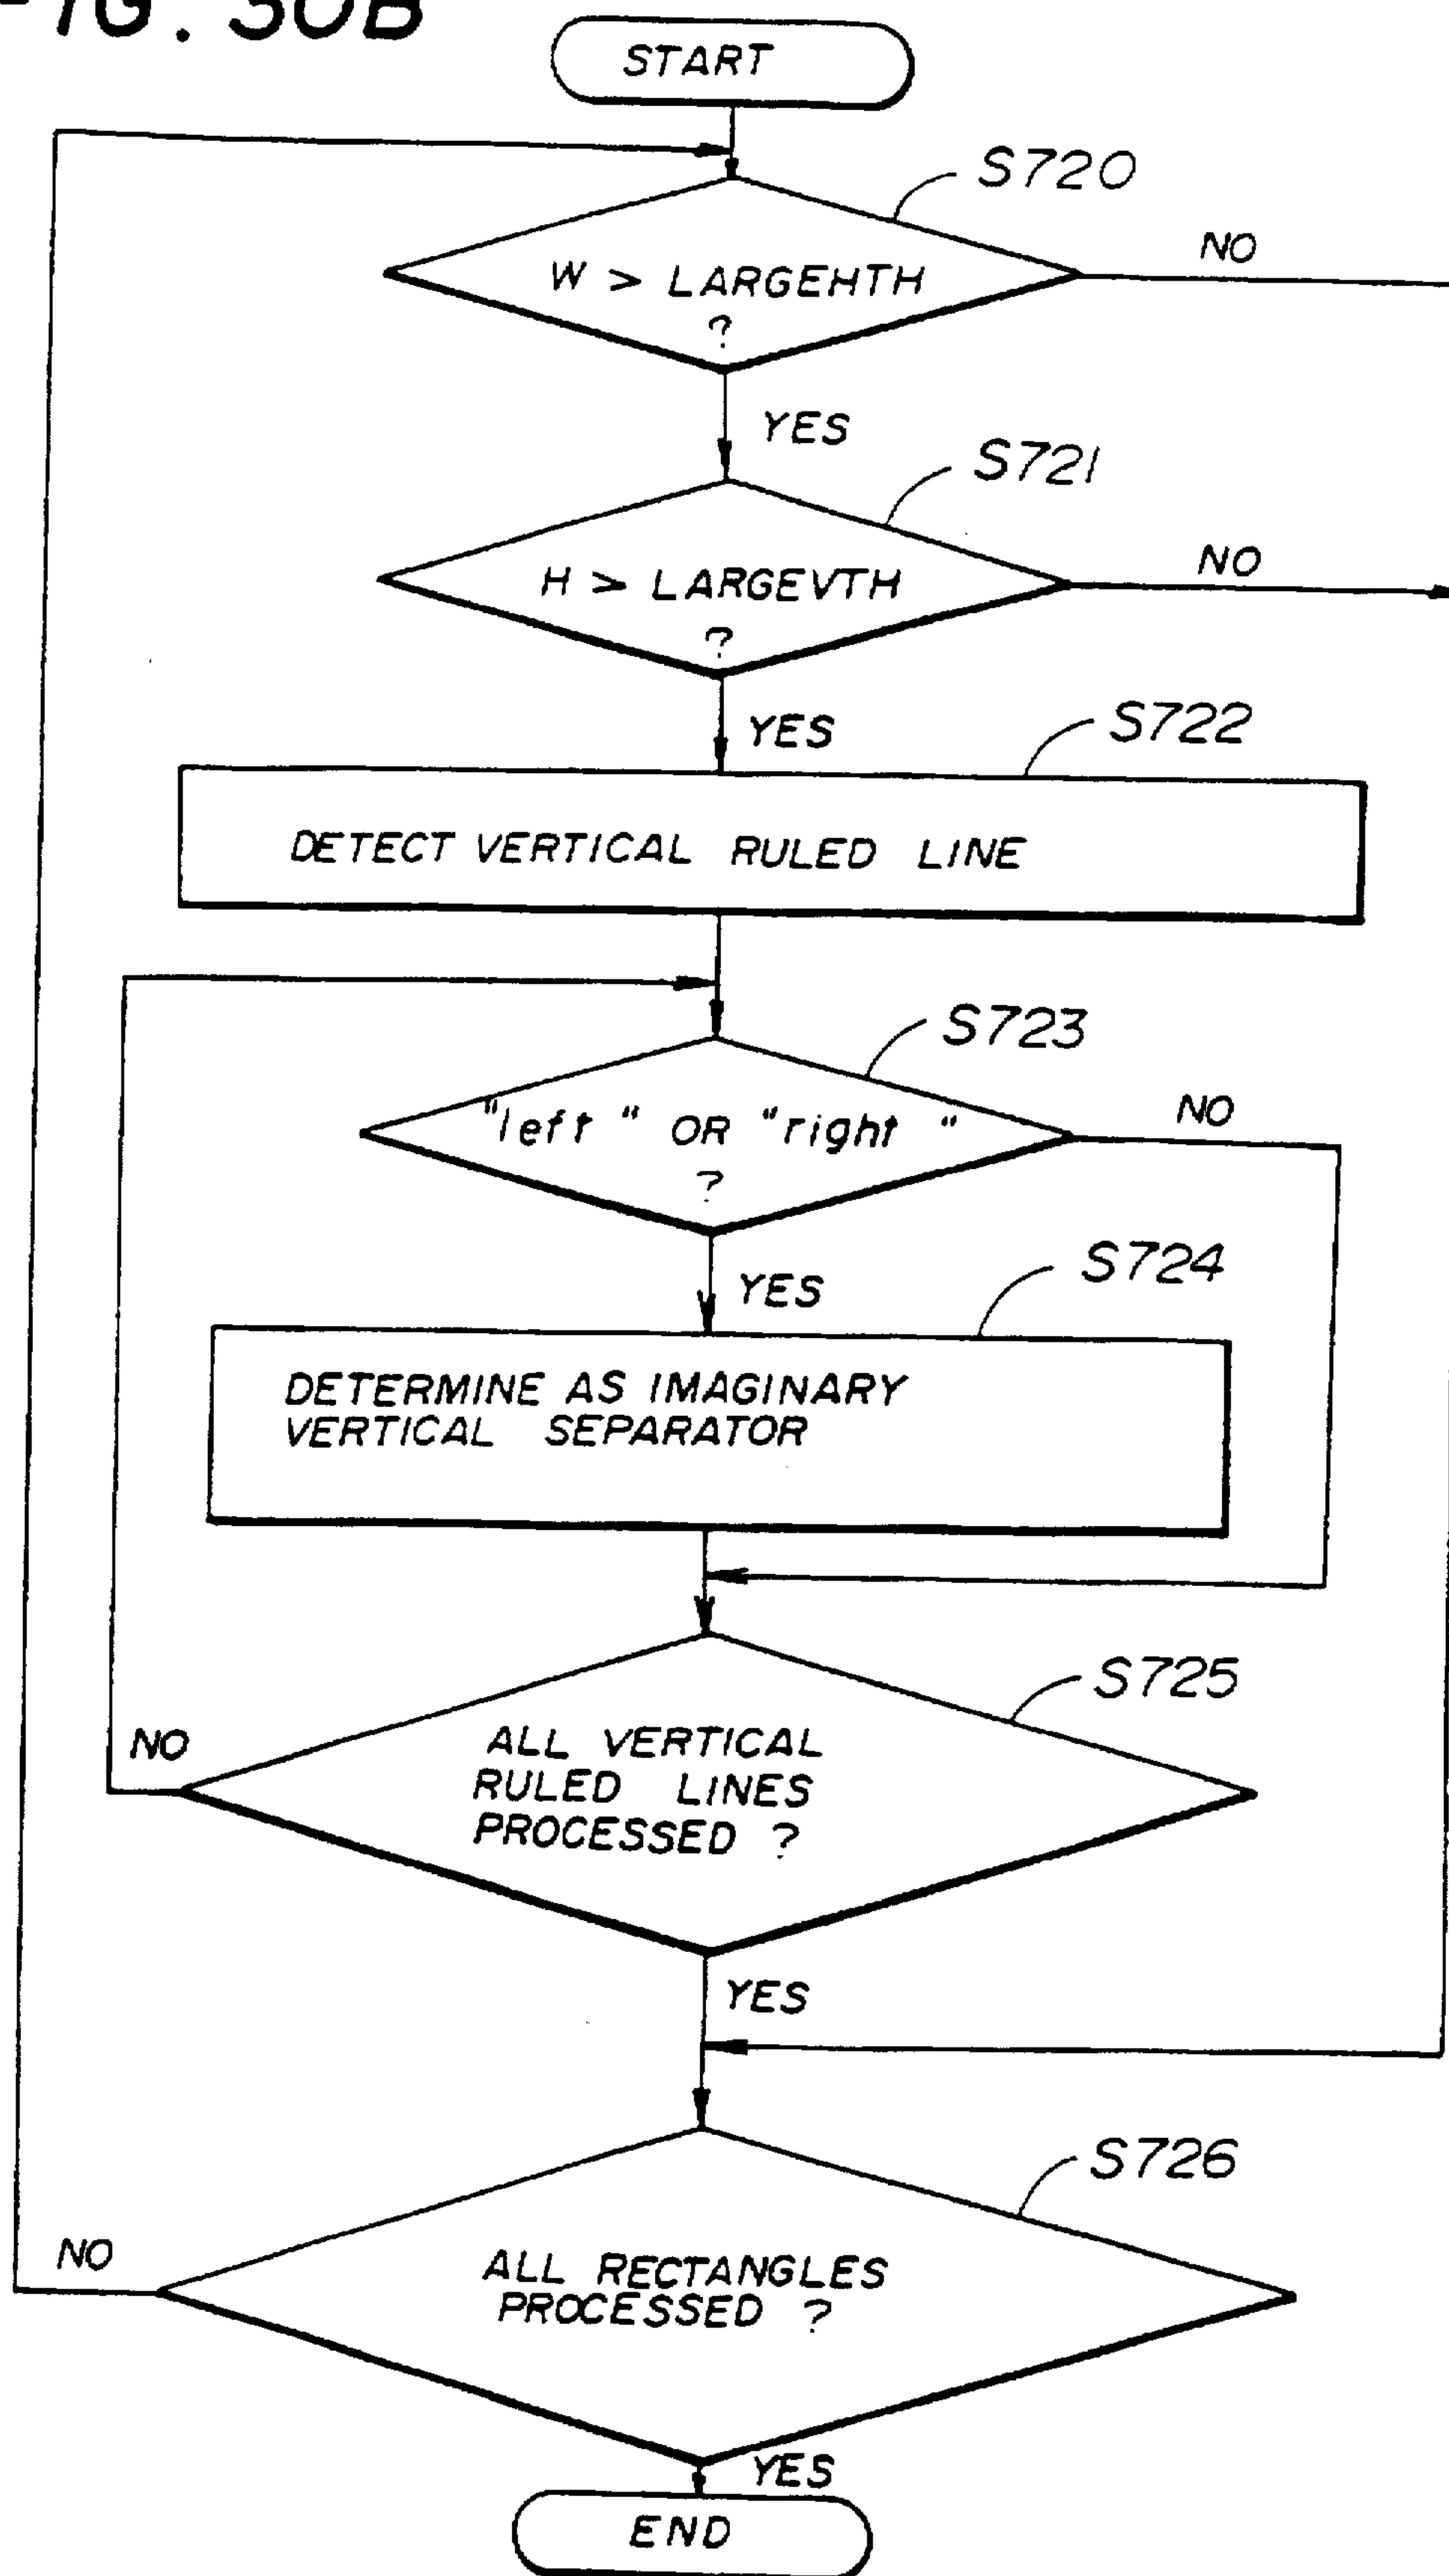 FIG. 30B
START
S720
W > LARGEHTH
?
NO
YES
S721
H > LARGEVTH
?
NO
YES
S722
DETECT VERTICAL RULED LINE
S723
"left" OR "right"
?
NO
YES
S724
DETERMINE AS IMAGINARY
VERTICAL SEPARATOR
S725
ALL VERTICAL
RULED LINES
PROCESSED ?
NO
YES
S726
ALL RECTANGLES
PROCESSED ?
NO
YES
END